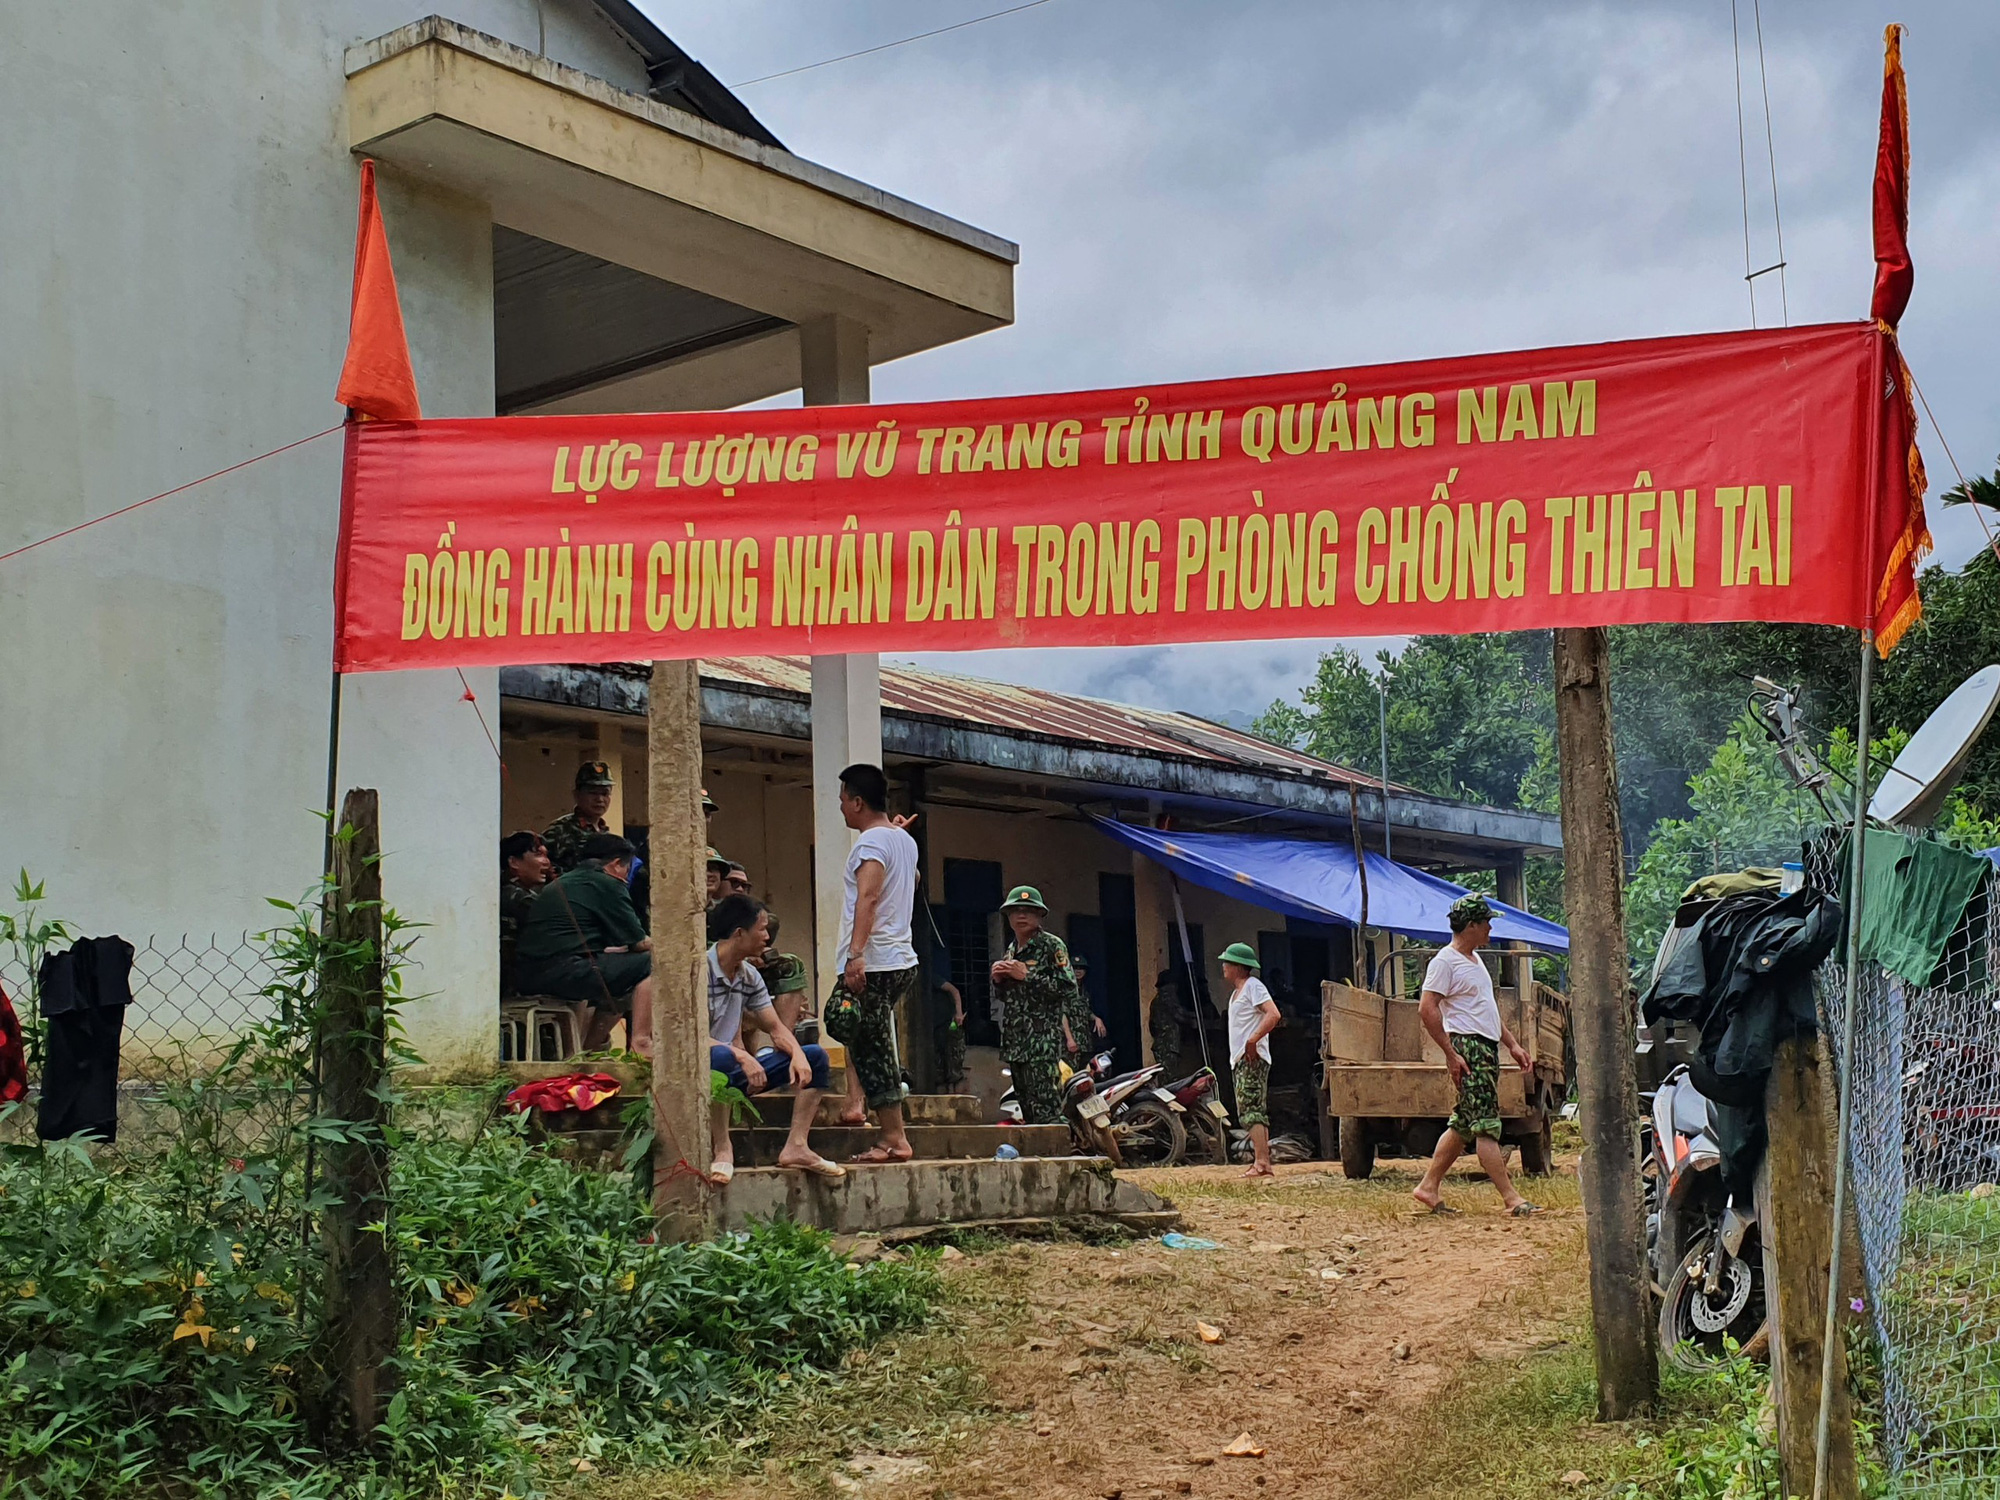 LỰC LƯỢNG VŨ TRANG TỈNH QUẢNG NAM
ĐỒNG HÀNH CÙNG NHÂN DÂN TRONG PHÒNG CHỐNG THIÊN TAI